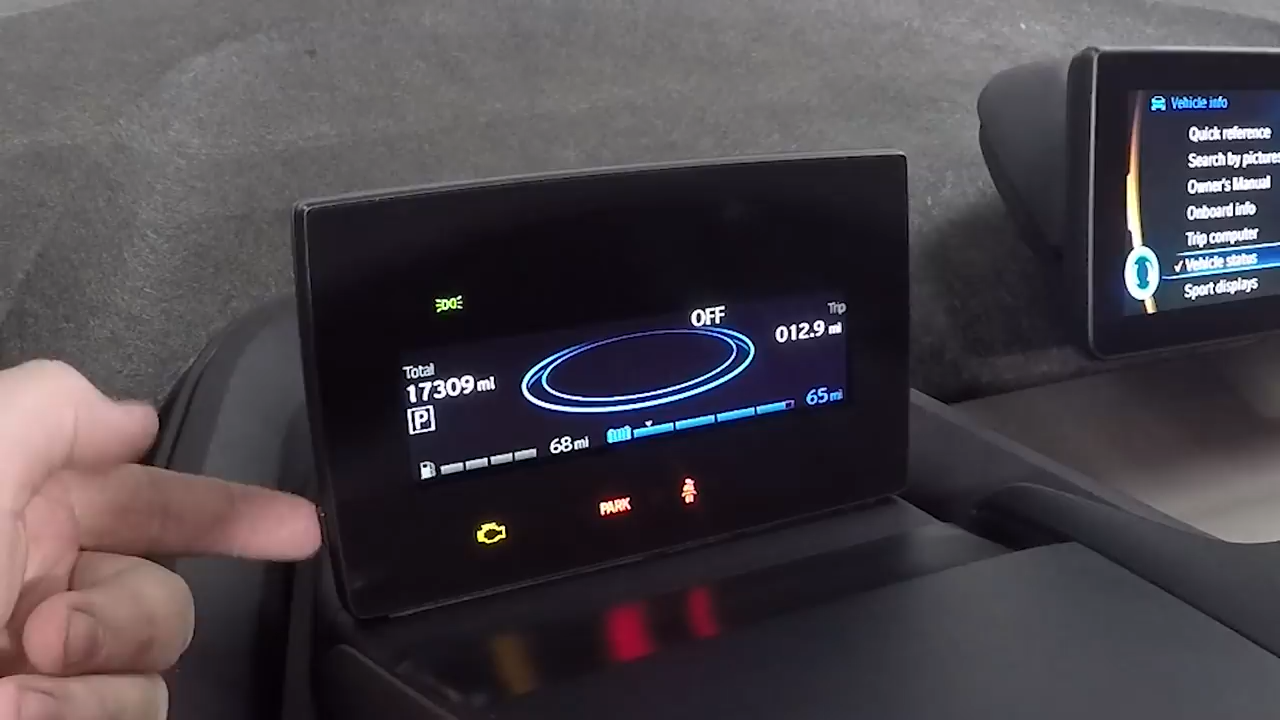 OFF
Trip
012.9 mi
Total
17309 mi
P
68 mi
65 mi
PARK
Vehicle info
Quick reference
Search by pictures
Owner's Manual
Onboard info
Trip computer
✓ Vehicle status
Sport displays